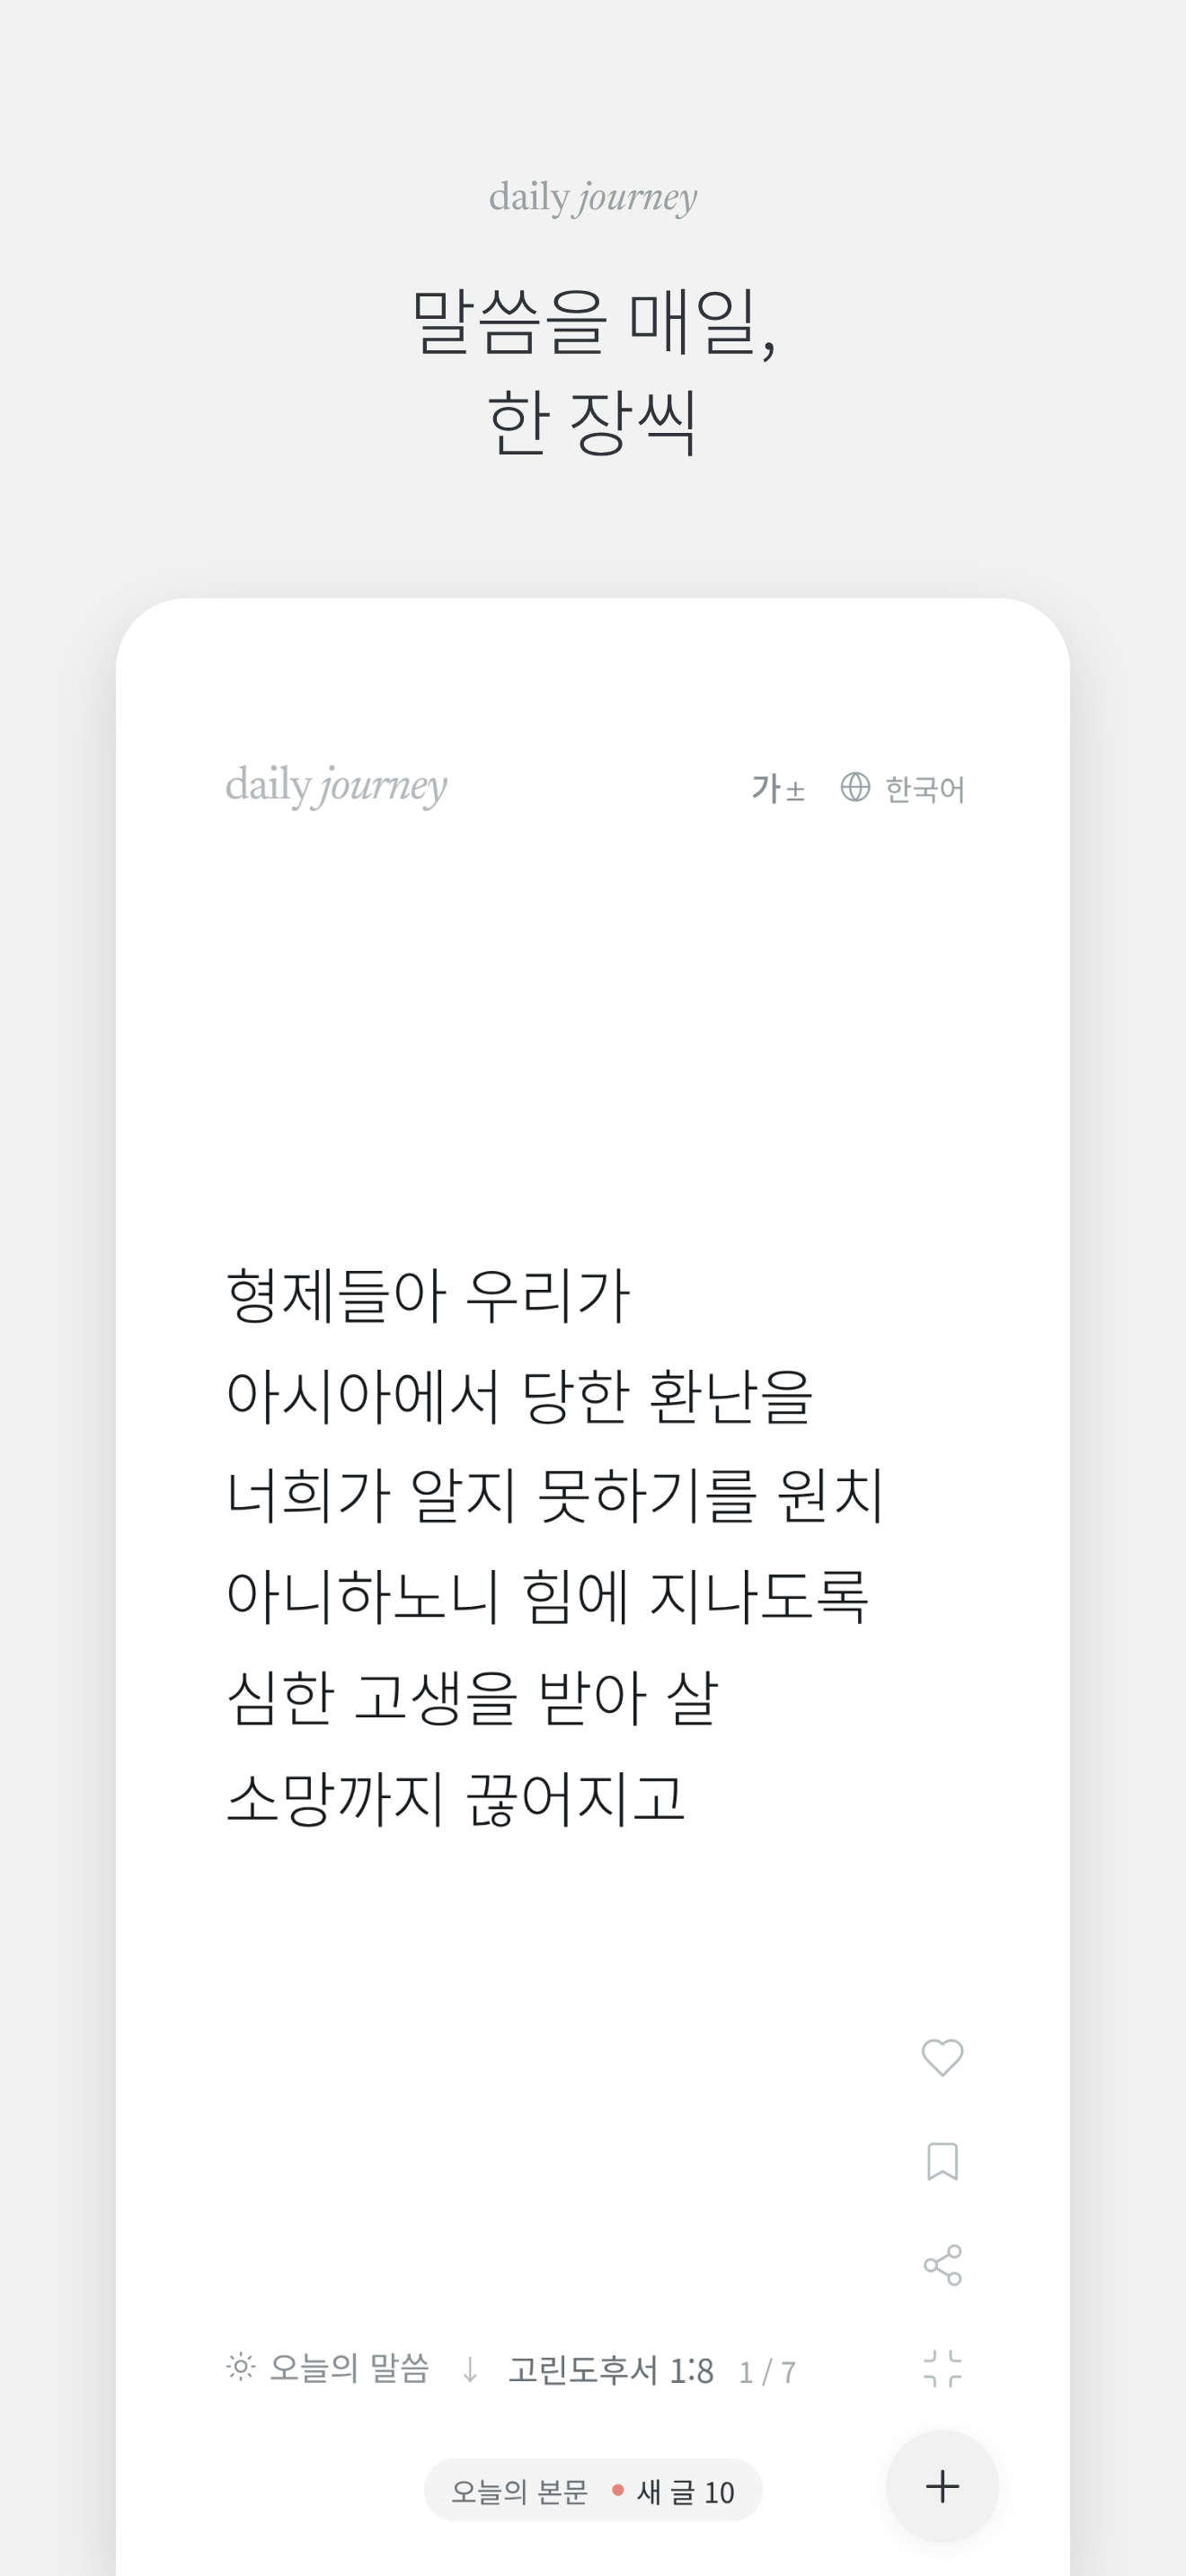 daily journey
말씀을 매일,
한 장씩
daily journey 가± 한국어
형제들아 우리가
아시아에서 당한 환난을
너희가 알지 못하기를 원치
아니하노니 힘에 지나도록
심한 고생을 받아 살
소망까지 끊어지고
오늘의 말씀 ↓ 고린도후서 1:8 1 / 7
오늘의 본문 • 새 글 10